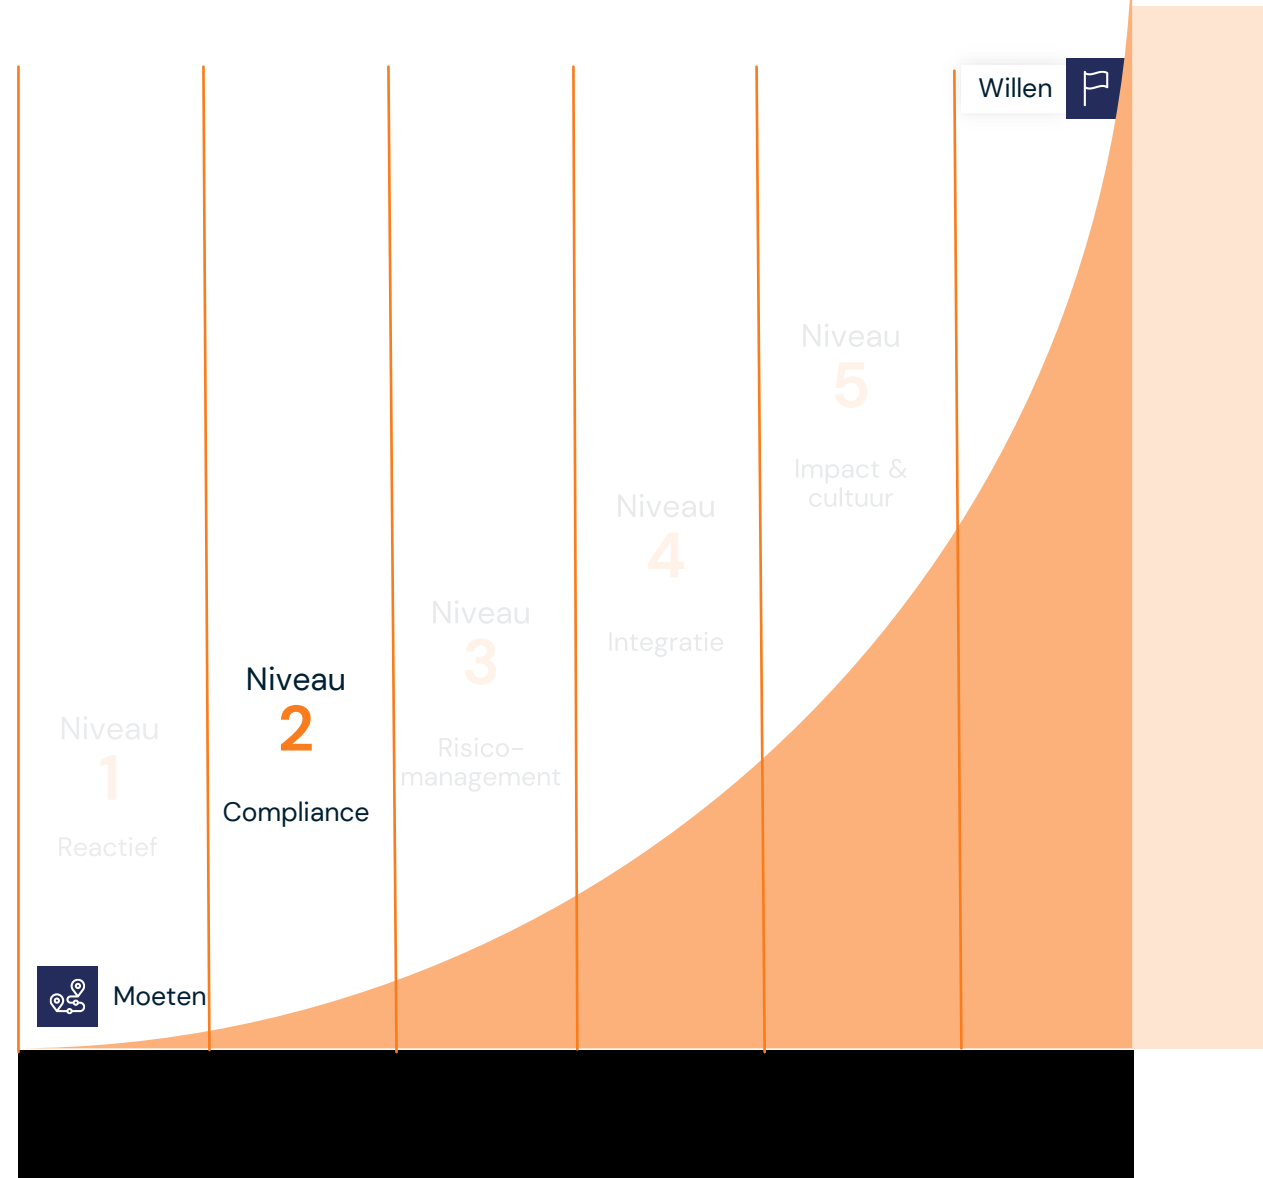 Willen
Niveau
5
Impact &
cultuur
Niveau
4
Integratie
Niveau
3
Risico-
management
Niveau
2
Compliance
Niveau
1
Reactief
Moeten